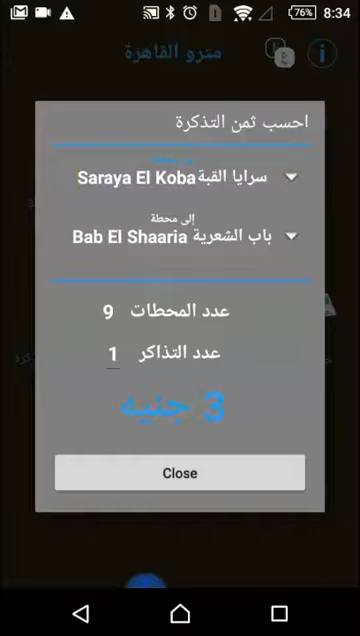 76% 8:34
مترو القاهرة
احسب ثمن التذكرة
من محطة
سرايا القبة Saraya El Koba
إلى محطة
باب الشعرية Bab El Shaaria
عدد المحطات 9
عدد التذاكر 1
3 جنيه
Close